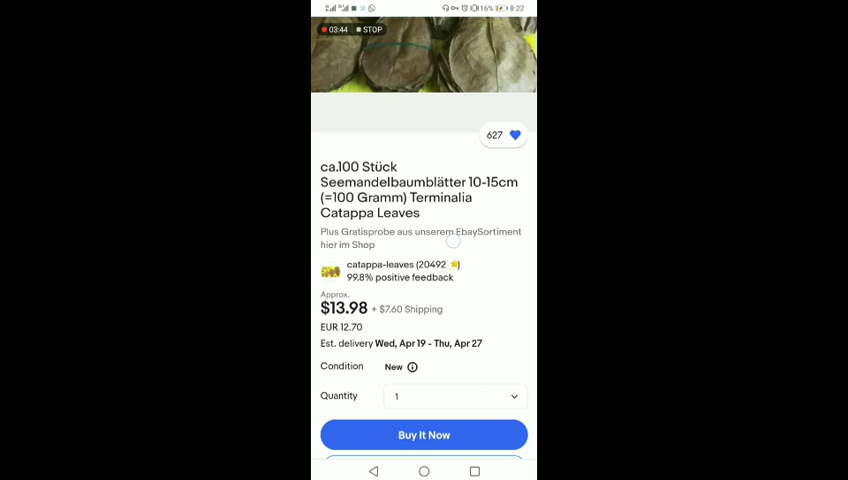 16% 8:22
03:44 STOP
627
ca.100 Stück
Seemandelbaumblätter 10-15cm
(=100 Gramm) Terminalia
Catappa Leaves
Plus Gratisprobe aus unserem EbaySortiment
hier im Shop
catappa-leaves (20492 ⭐)
99.8% positive feedback
Approx.
$13.98 + $7.60 Shipping
EUR 12.70
Est. delivery Wed, Apr 19 - Thu, Apr 27
Condition New
Quantity 1
Buy It Now